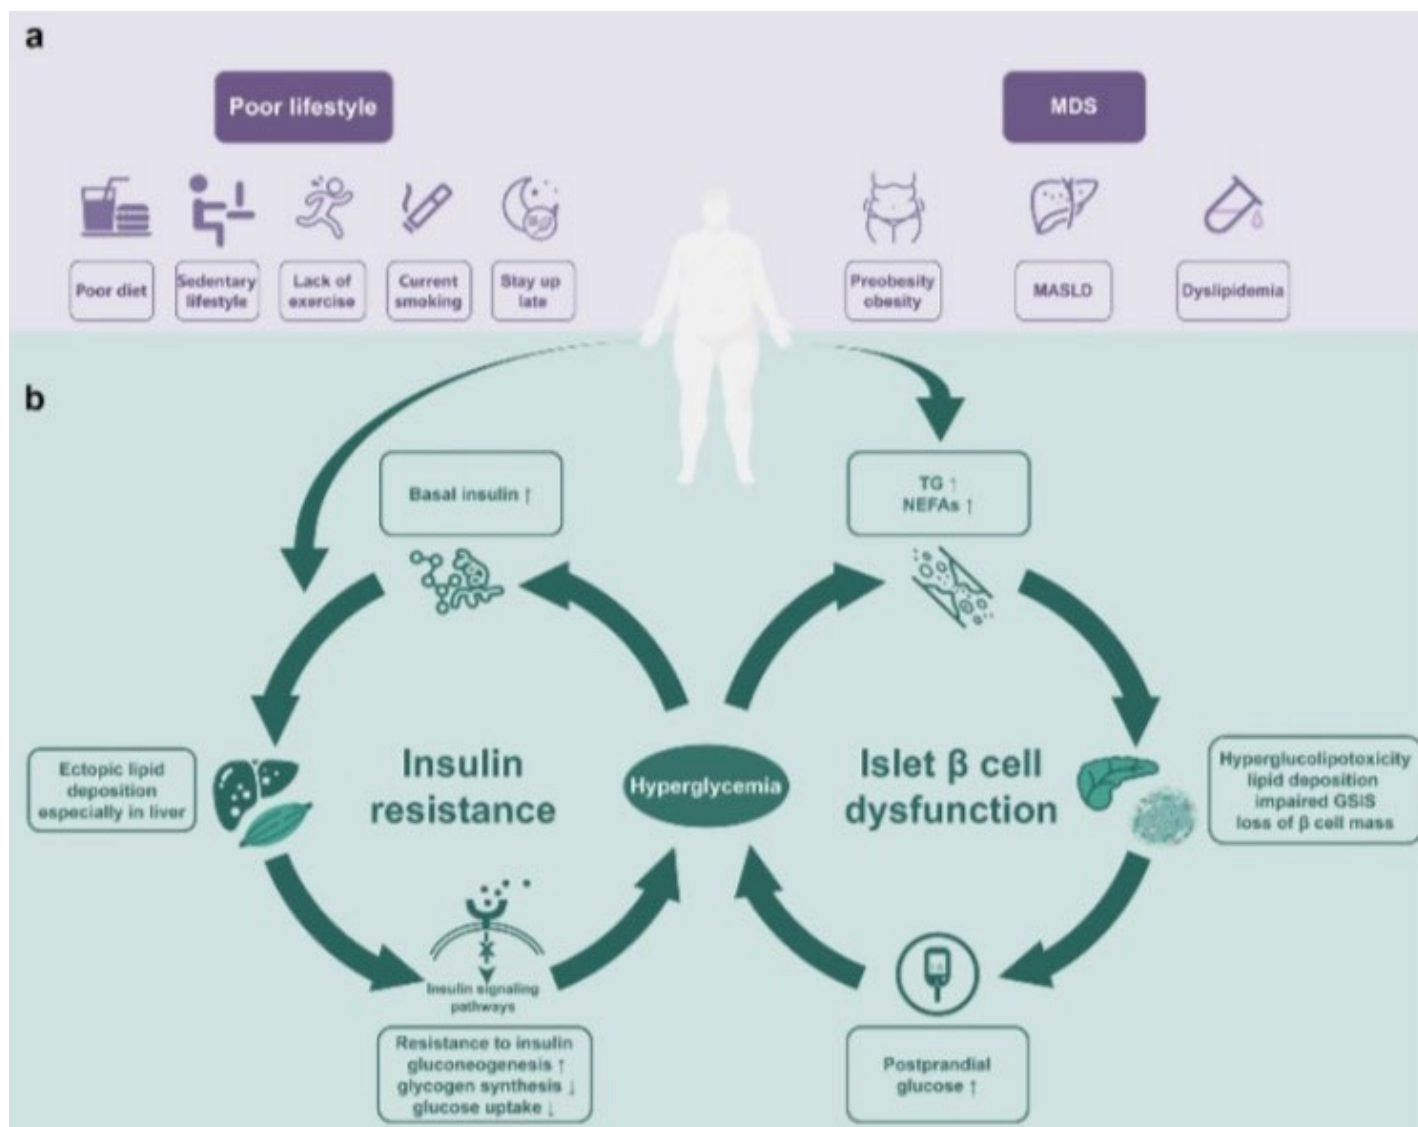 a
Poor lifestyle
MDS
Poor diet
Sedentary
lifestyle
Lack of
exercise
Current
smoking
Stay up
late
Preobesity
obesity
MASLD
Dyslipidemia
b
Basal insulin ↑
TG ↑
NEFAs ↑
Ectopic lipid
deposition
especially in liver
Insulin
resistance
Hyperglycemia
Islet β cell
dysfunction
Hyperglucolipotoxicity
lipid deposition
impaired GSIS
loss of β cell mass
Insulin signaling
pathways
Resistance to insulin
gluconeogenesis ↑
glycogen synthesis ↓
glucose uptake ↓
Postprandial
glucose ↑